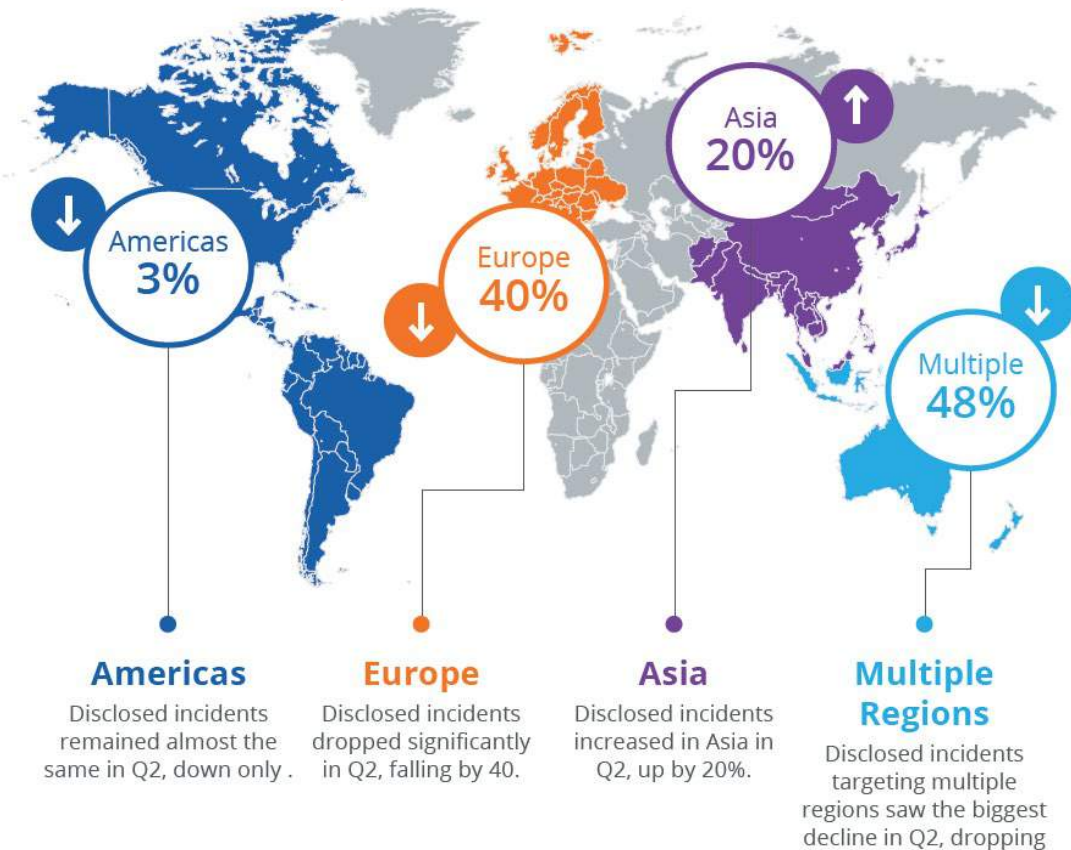 Asia
20%
Americas
3%
Europe
40%
Multiple
48%
Americas
Disclosed incidents
remained almost the
same in Q2, down only .
Europe
Disclosed incidents
dropped significantly
in Q2, falling by 40.
Asia
Disclosed incidents
increased in Asia in
Q2, up by 20%.
Multiple
Regions
Disclosed incidents
targeting multiple
regions saw the biggest
decline in Q2, dropping